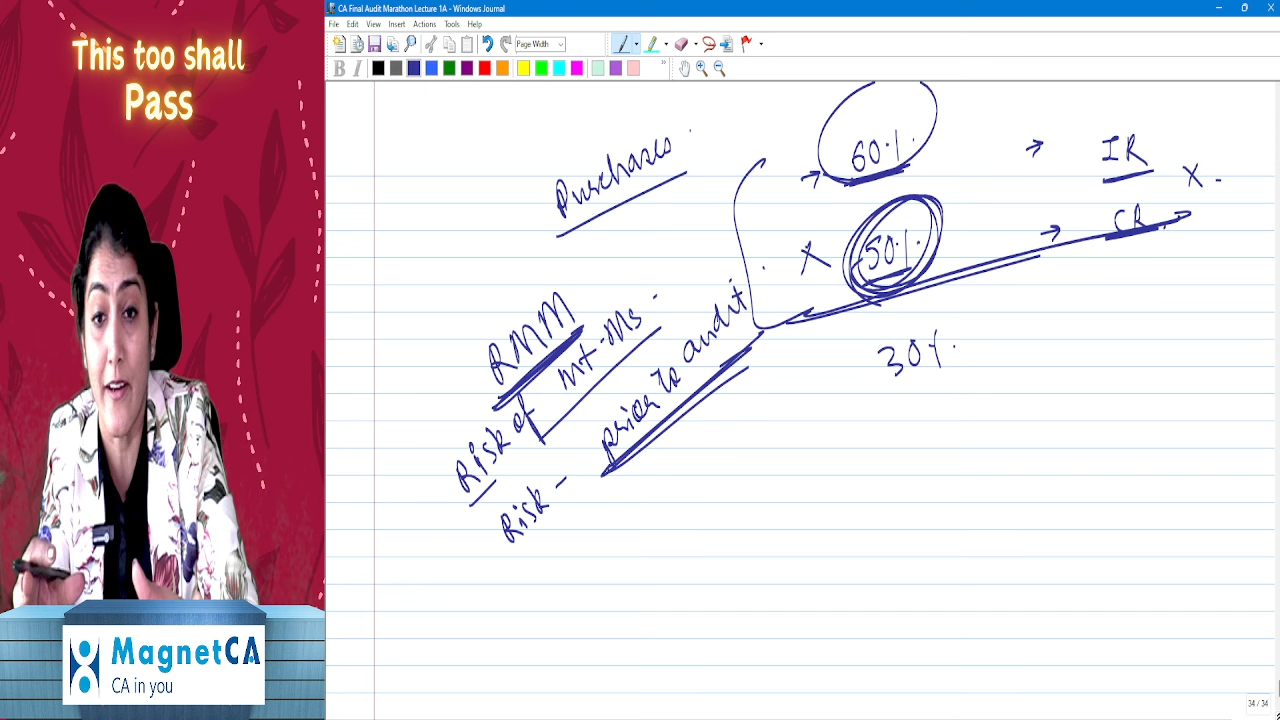 This too shall
Pass
CA Final Audit Marathon Lecture 1A - Windows Journal
File Edit View Insert Actions Tools Help
Page Width
B I
Purchases
60% → IR
X 50% → CR X
30%
RMM
Risk of Mt. Ms
Risk - prior to audit
MagnetCA
CA in you
34 / 34